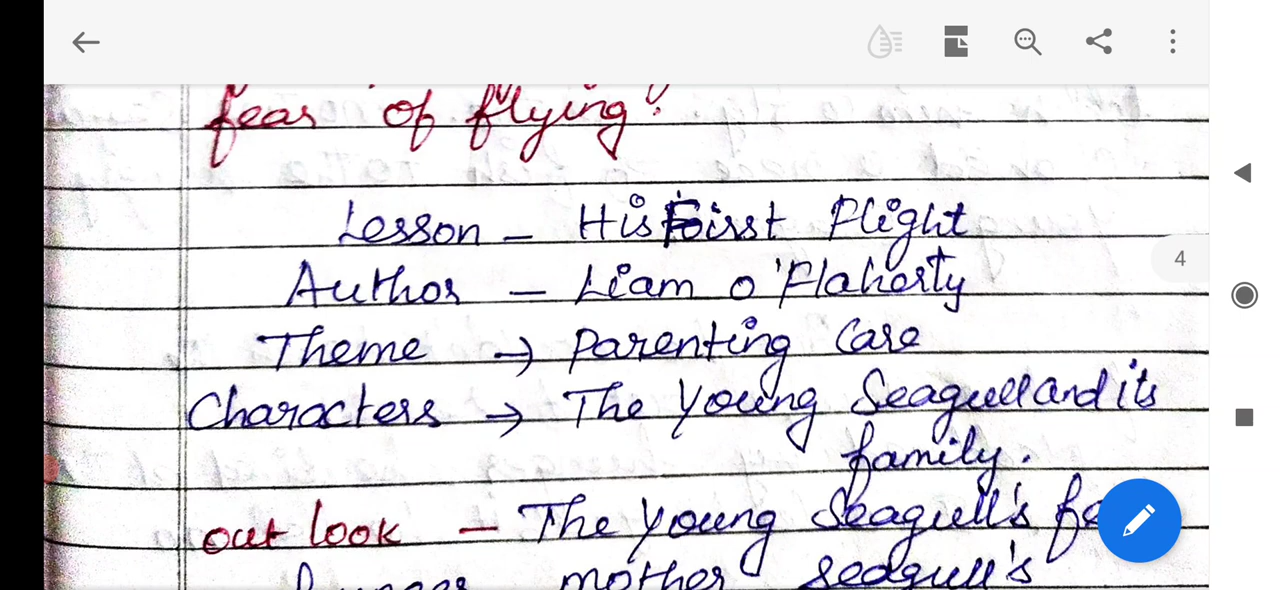 fear of flying?
Lesson – His First Flight
Author – Liam o'Flaherty
Theme → Parenting Care
Characters → The Young Seagull and its
family.
4
out look – The young Seagull's
mother seagull's